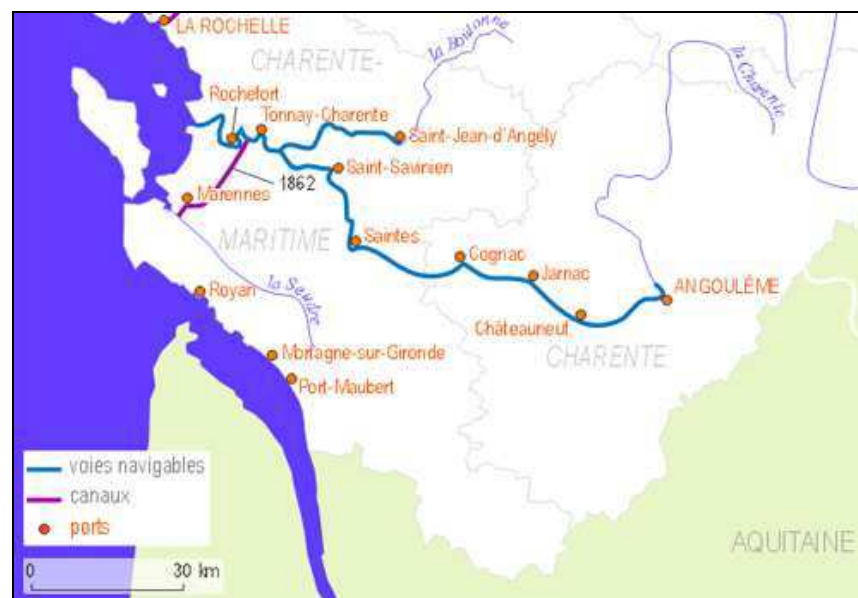 LA ROCHELLE
CHARENTE-
la Boutonne
la Charente
Rochefort
Tonnay-Charente
Saint-Jean-d'Angély
Saint-Savinien
1862
Marennes
MARITIME
Saintes
Cognac
Jarnac
ANGOULÊME
la Seudre
Royan
Châteauneuf
CHARENTE
Mortagne-sur-Gironde
Port-Maubert
voies navigables
canaux
ports
AQUITAINE
0 30 km